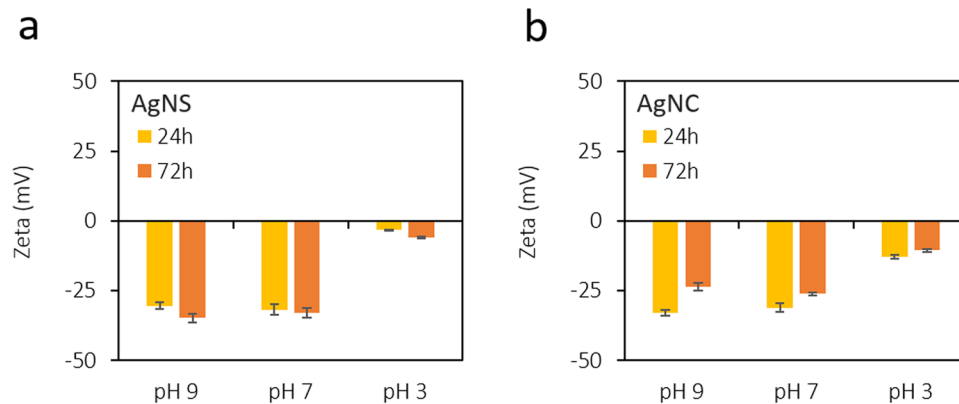 a
50
25
0
-25
-50
Zeta (mV)
AgNS
24h
72h
pH 9 pH 7 pH 3
b
50
25
0
-25
-50
Zeta (mV)
AgNC
24h
72h
pH 9 pH 7 pH 3